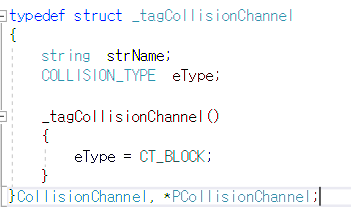 typedef struct _tagCollisionChannel
{
string strName;
COLLISION_TYPE eType;
_tagCollisionChannel()
{
eType = CT_BLOCK;
}
}CollisionChannel, *PCollisionChannel;